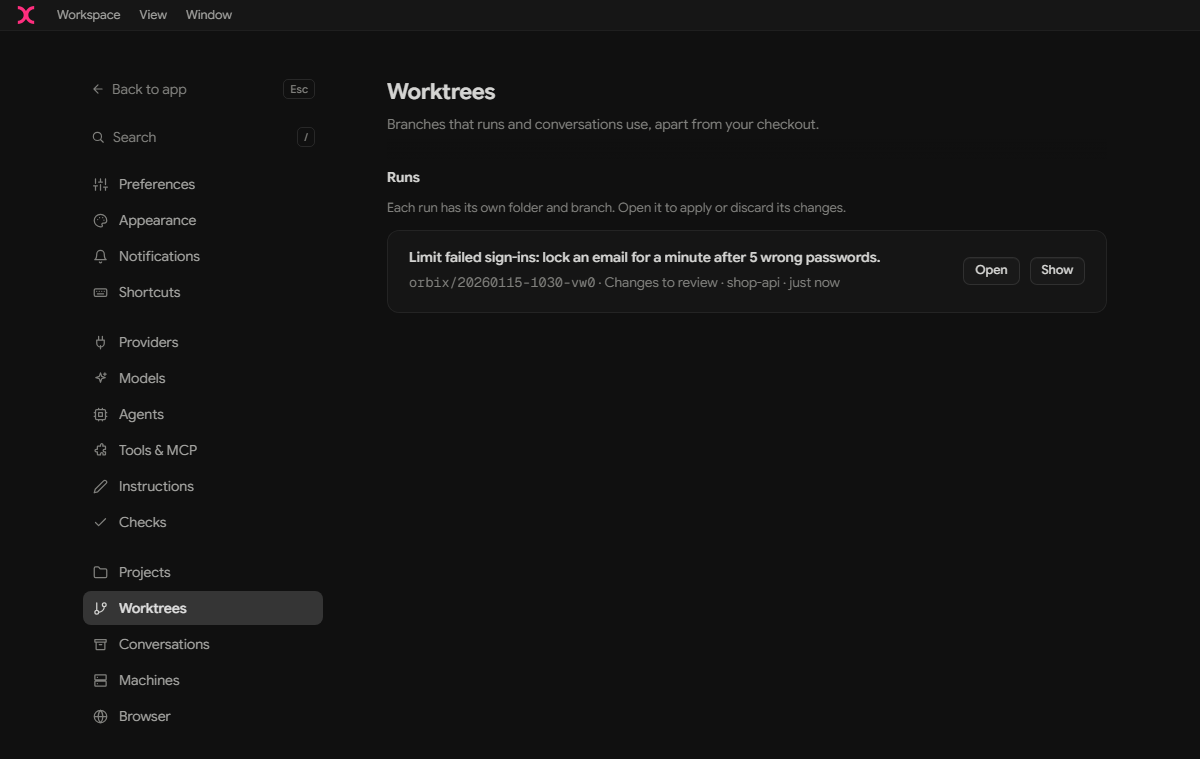 Workspace View Window
Back to app Esc
Search /
Preferences
Appearance
Notifications
Shortcuts
Providers
Models
Agents
Tools & MCP
Instructions
Checks
Projects
Worktrees
Conversations
Machines
Browser
Worktrees
Branches that runs and conversations use, apart from your checkout.
Runs
Each run has its own folder and branch. Open it to apply or discard its changes.
Limit failed sign-ins: lock an email for a minute after 5 wrong passwords.
orbix/20260115-1030-vw0 · Changes to review · shop-api · just now
Open Show